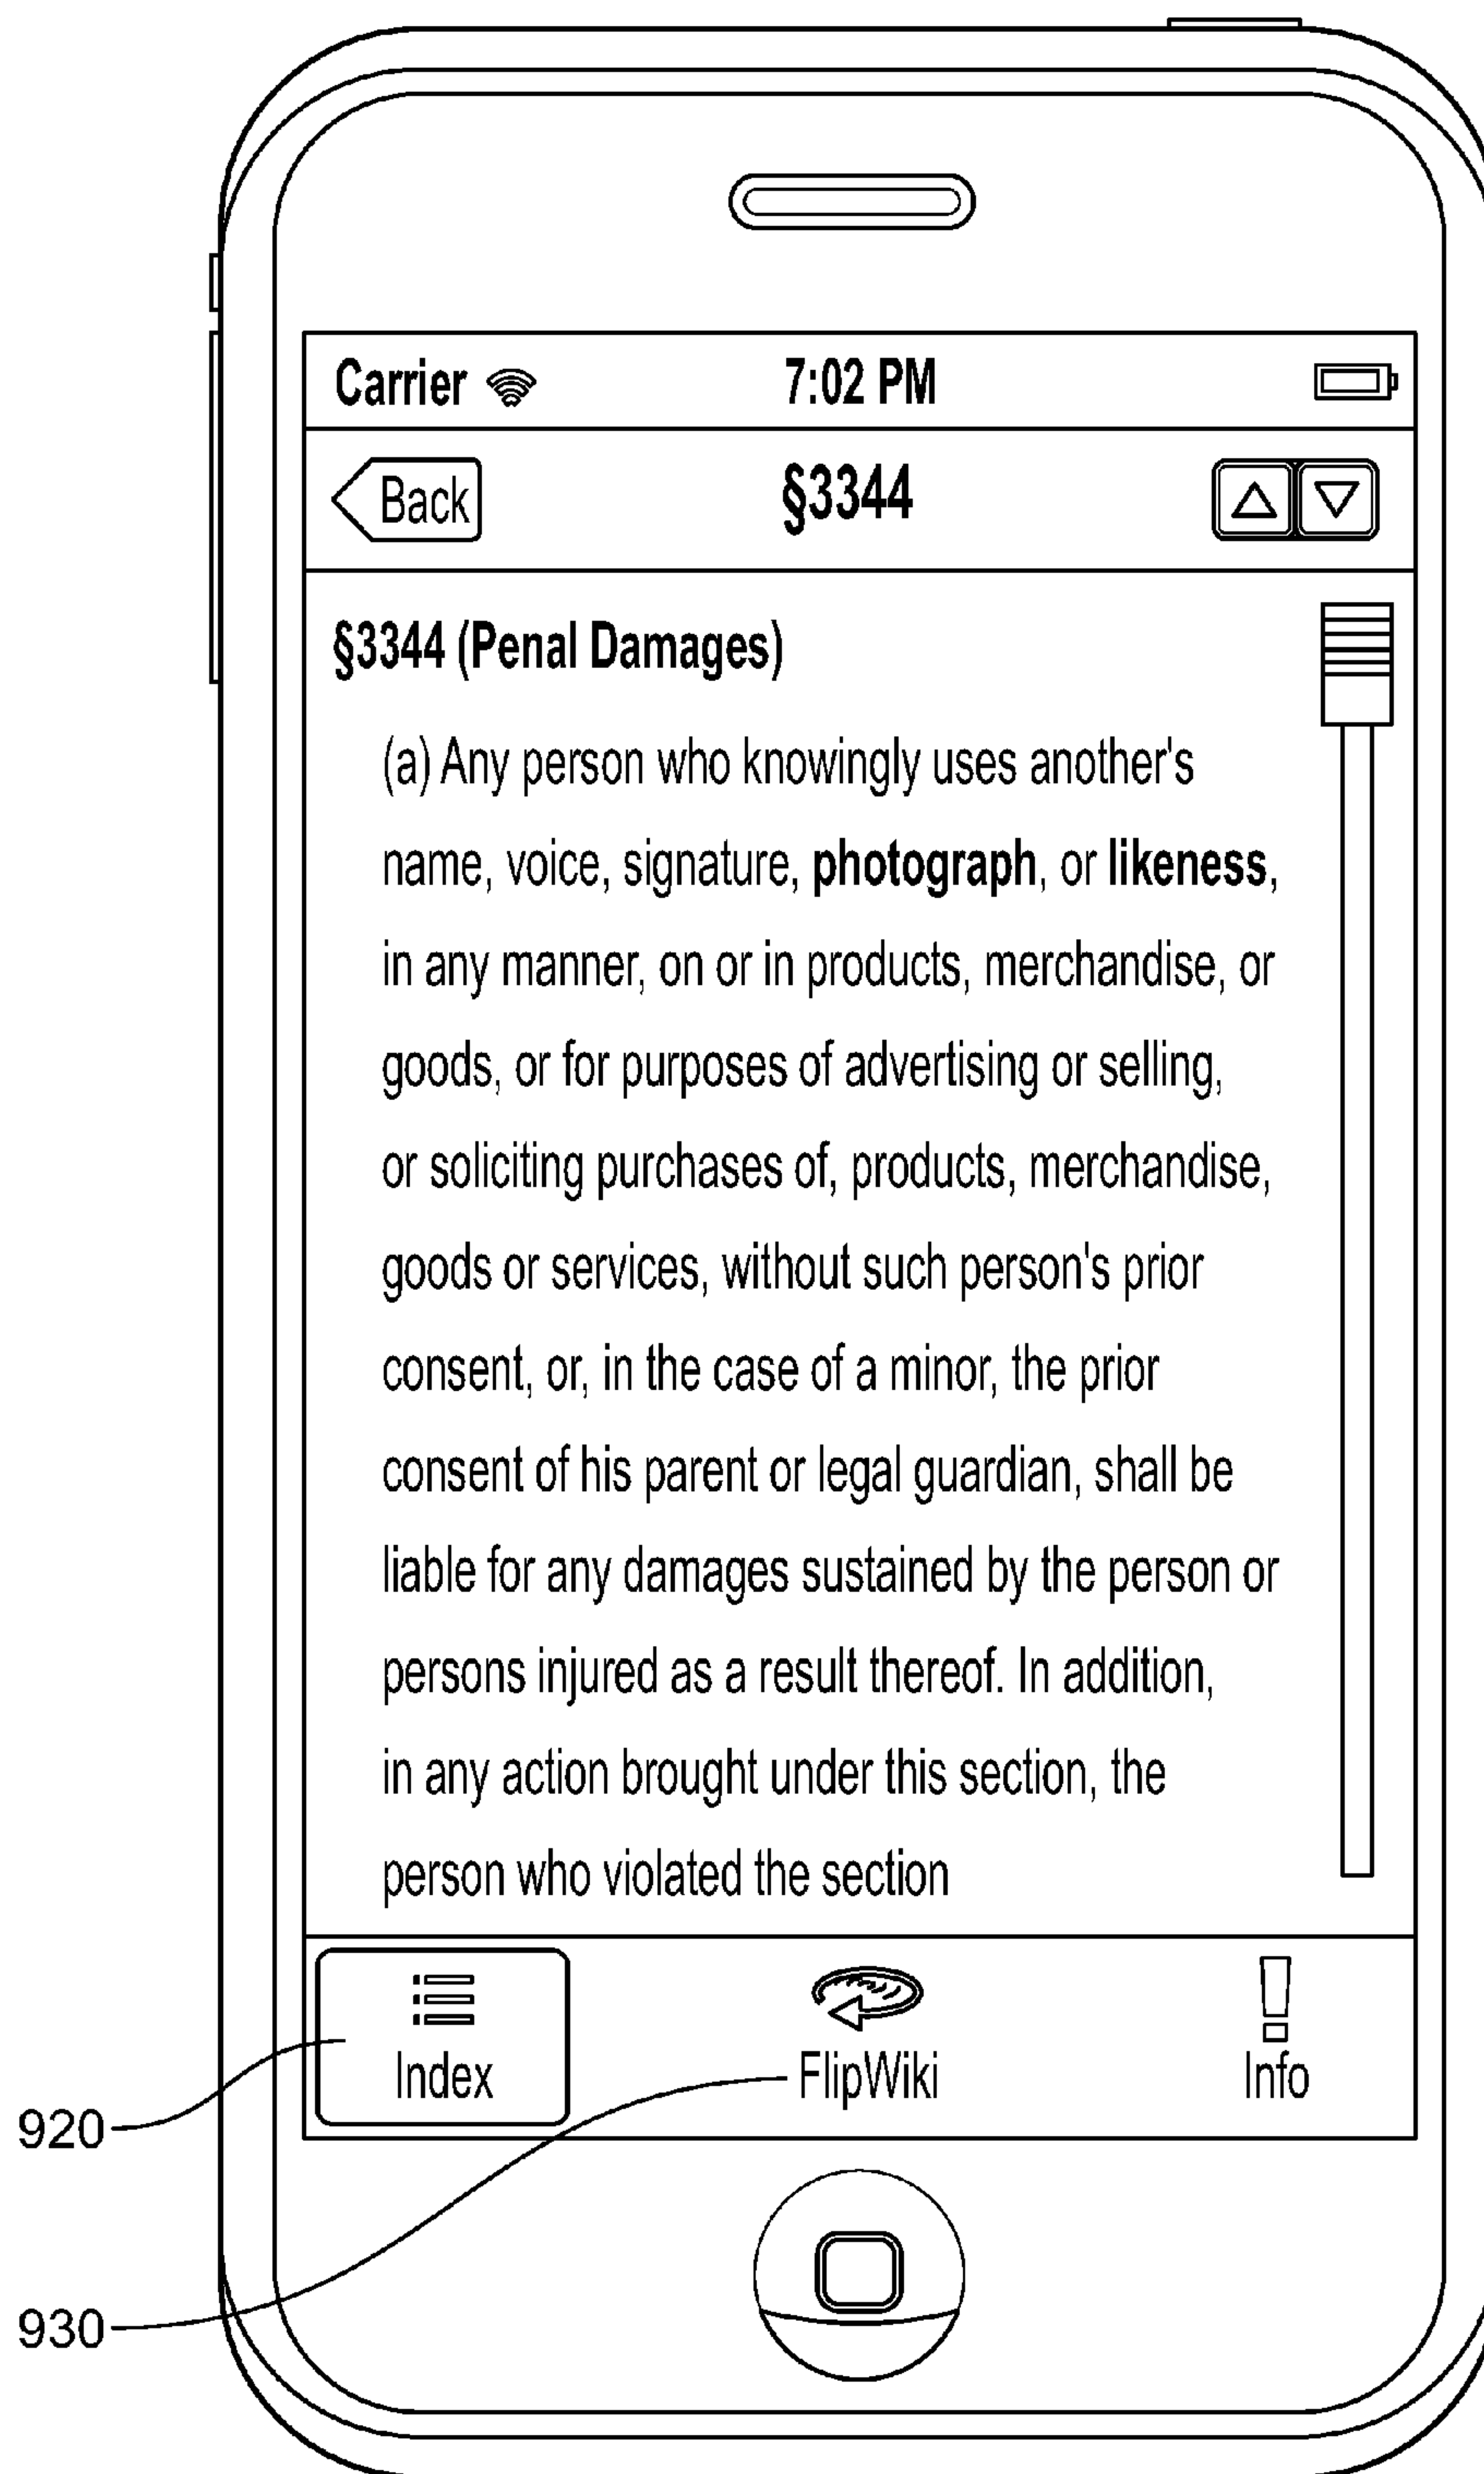 Carrier 7:02 PM
Back §3344
§3344 (Penal Damages)
(a) Any person who knowingly uses another's
name, voice, signature, photograph, or likeness,
in any manner, on or in products, merchandise, or
goods, or for purposes of advertising or selling,
or soliciting purchases of, products, merchandise,
goods or services, without such person's prior
consent, or, in the case of a minor, the prior
consent of his parent or legal guardian, shall be
liable for any damages sustained by the person or
persons injured as a result thereof. In addition,
in any action brought under this section, the
person who violated the section
Index FlipWiki Info
920
930